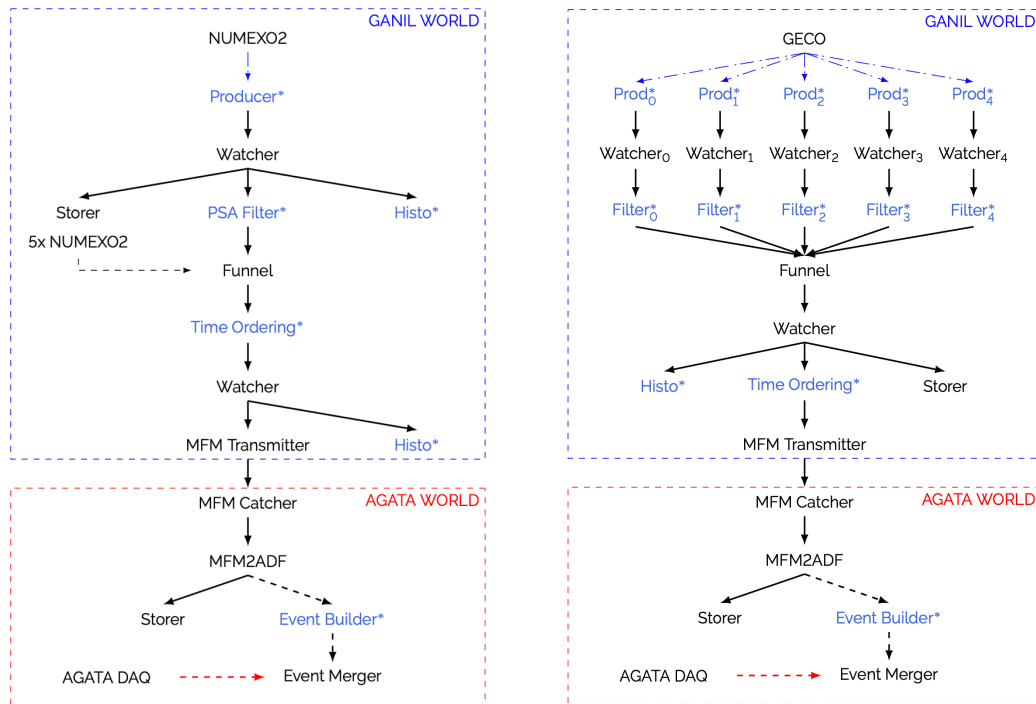 GANIL WORLD
NUMEXO2
Producer*
Watcher
Storer PSA Filter* Histo*
5x NUMEXO2
Funnel
Time Ordering*
Watcher
MFM Transmitter Histo*
AGATA WORLD
MFM Catcher
MFM2ADF
Storer Event Builder*
AGATA DAQ Event Merger
GANIL WORLD
GECO
Prod*0 Prod*1 Prod*2 Prod*3 Prod*4
Watcher0 Watcher1 Watcher2 Watcher3 Watcher4
Filter*0 Filter*1 Filter*2 Filter*3 Filter*4
Funnel
Watcher
Histo* Time Ordering* Storer
MFM Transmitter
AGATA WORLD
MFM Catcher
MFM2ADF
Storer Event Builder*
AGATA DAQ Event Merger